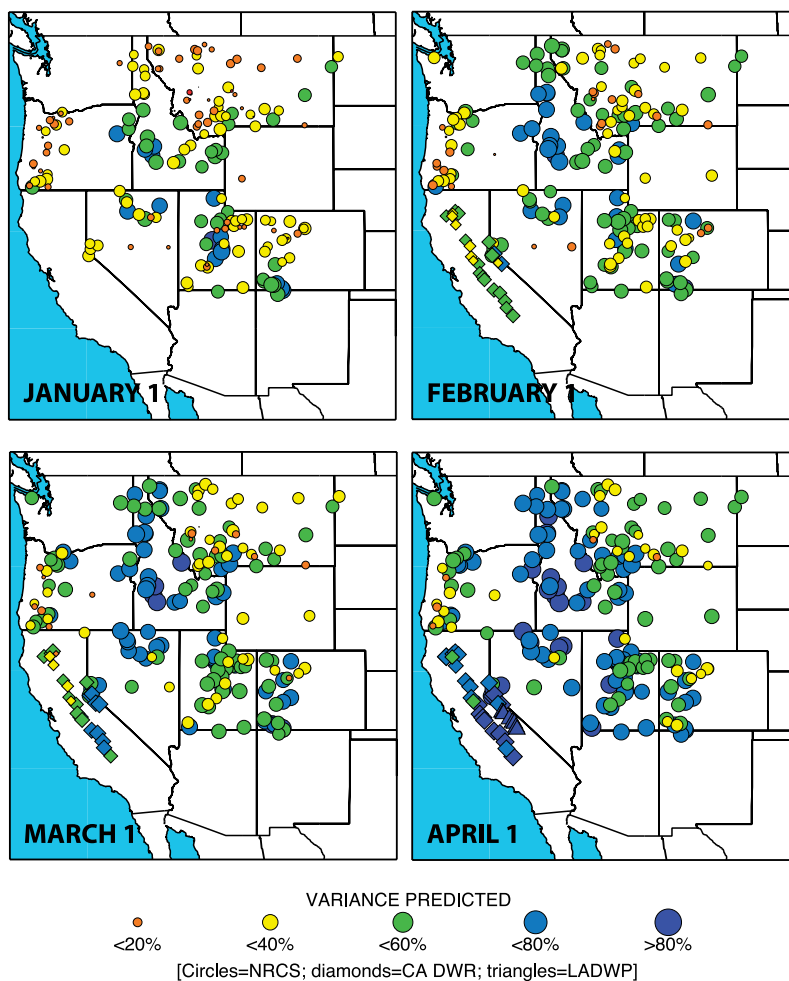 JANUARY 1
FEBRUARY 1
MARCH 1
APRIL 1
VARIANCE PREDICTED
<20% <40% <60% <80% >80%
[Circles=NRCS; diamonds=CA DWR; triangles=LADWP]